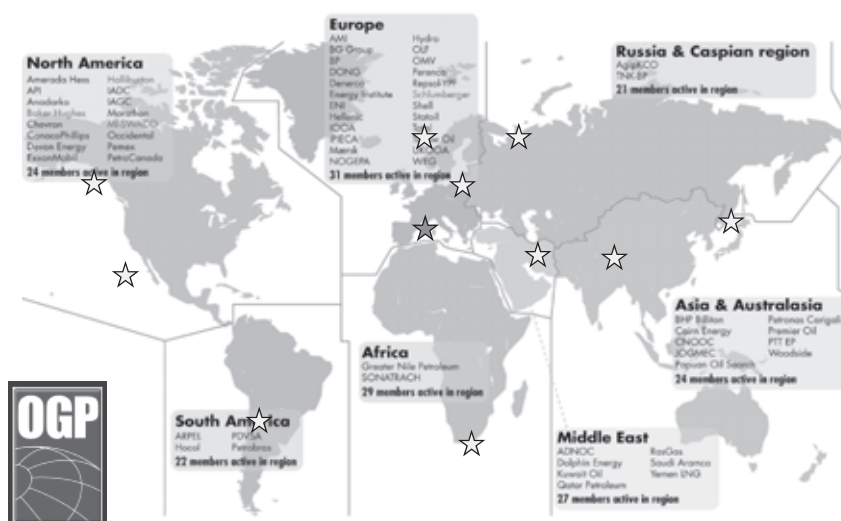 North America
Amerada Hess Halliburton
API IADC
Anadarko IAGC
Baker Hughes Marathon
Chevron MI-SWACO
ConocoPhillips Occidental
Devon Energy Pemex
ExxonMobil PetroCanada
24 members active in region
Europe
AMI Hydro
BG Group OLF
BP OMV
DONG Perenco
Denerco Repsol YPF
Energy Institute Schlumberger
ENI Shell
Hellenic Statoil
IOOA
IPIECA Oil
Mærsk UKOOA
NOGEPA WEG
31 members active in region
Russia & Caspian region
AgipKCO
TNK-BP
21 members active in region
Africa
Greater Nile Petroleum
SONATRACH
29 members active in region
Asia & Australasia
BHP Billiton Petronas Carigali
Cairn Energy Premier Oil
CNOOC PTT EP
JOGMEC Woodside
Papuan Oil Search
24 members active in region
South America
ARPEL PDVSA
Hocol Petrobras
22 members active in region
Middle East
ADNOC RasGas
Dolphin Energy Saudi Aramco
Kuwait Oil Yemen LNG
Qatar Petroleum
27 members active in region
OGP